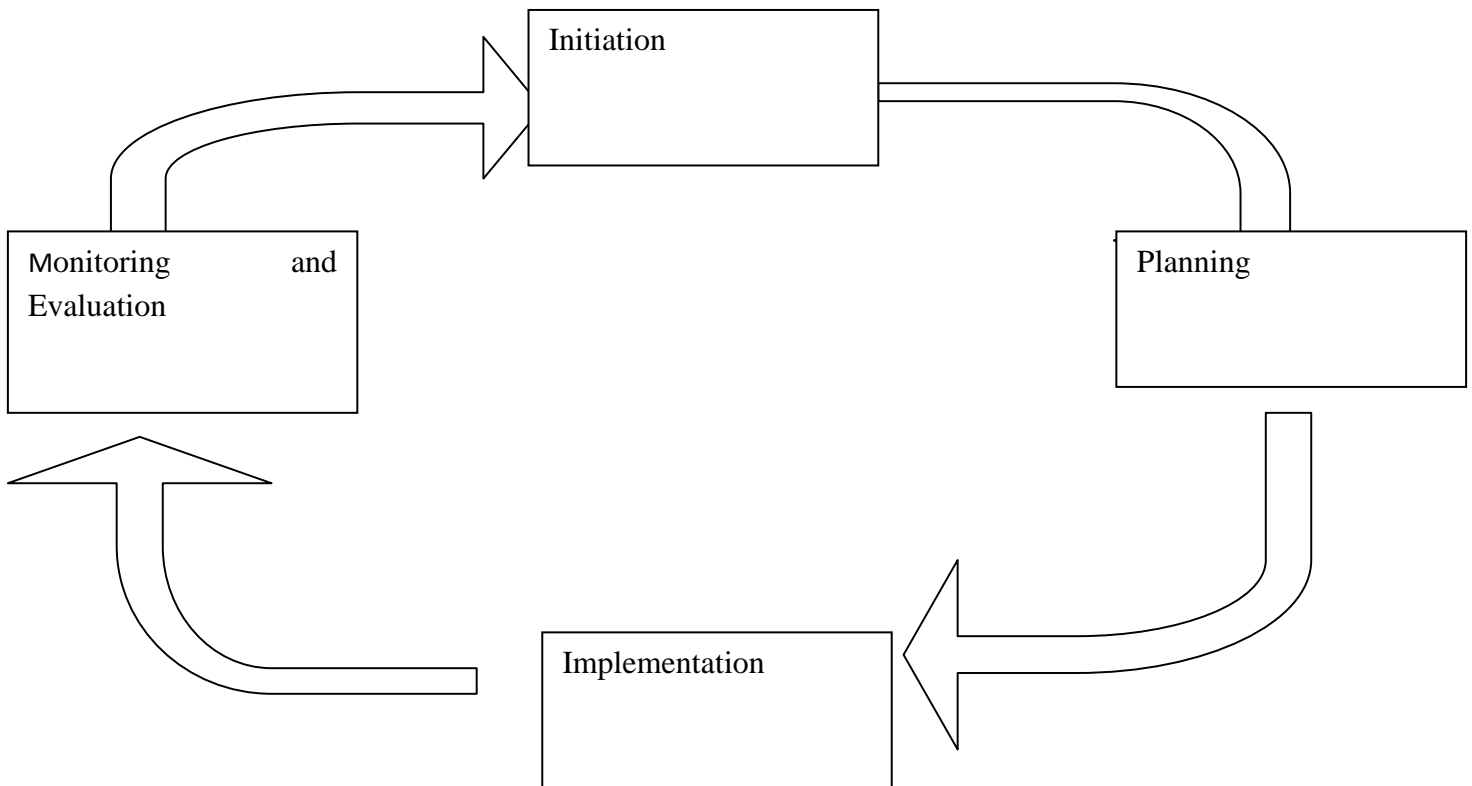 Initiation
Monitoring and
Evaluation
Planning
Implementation